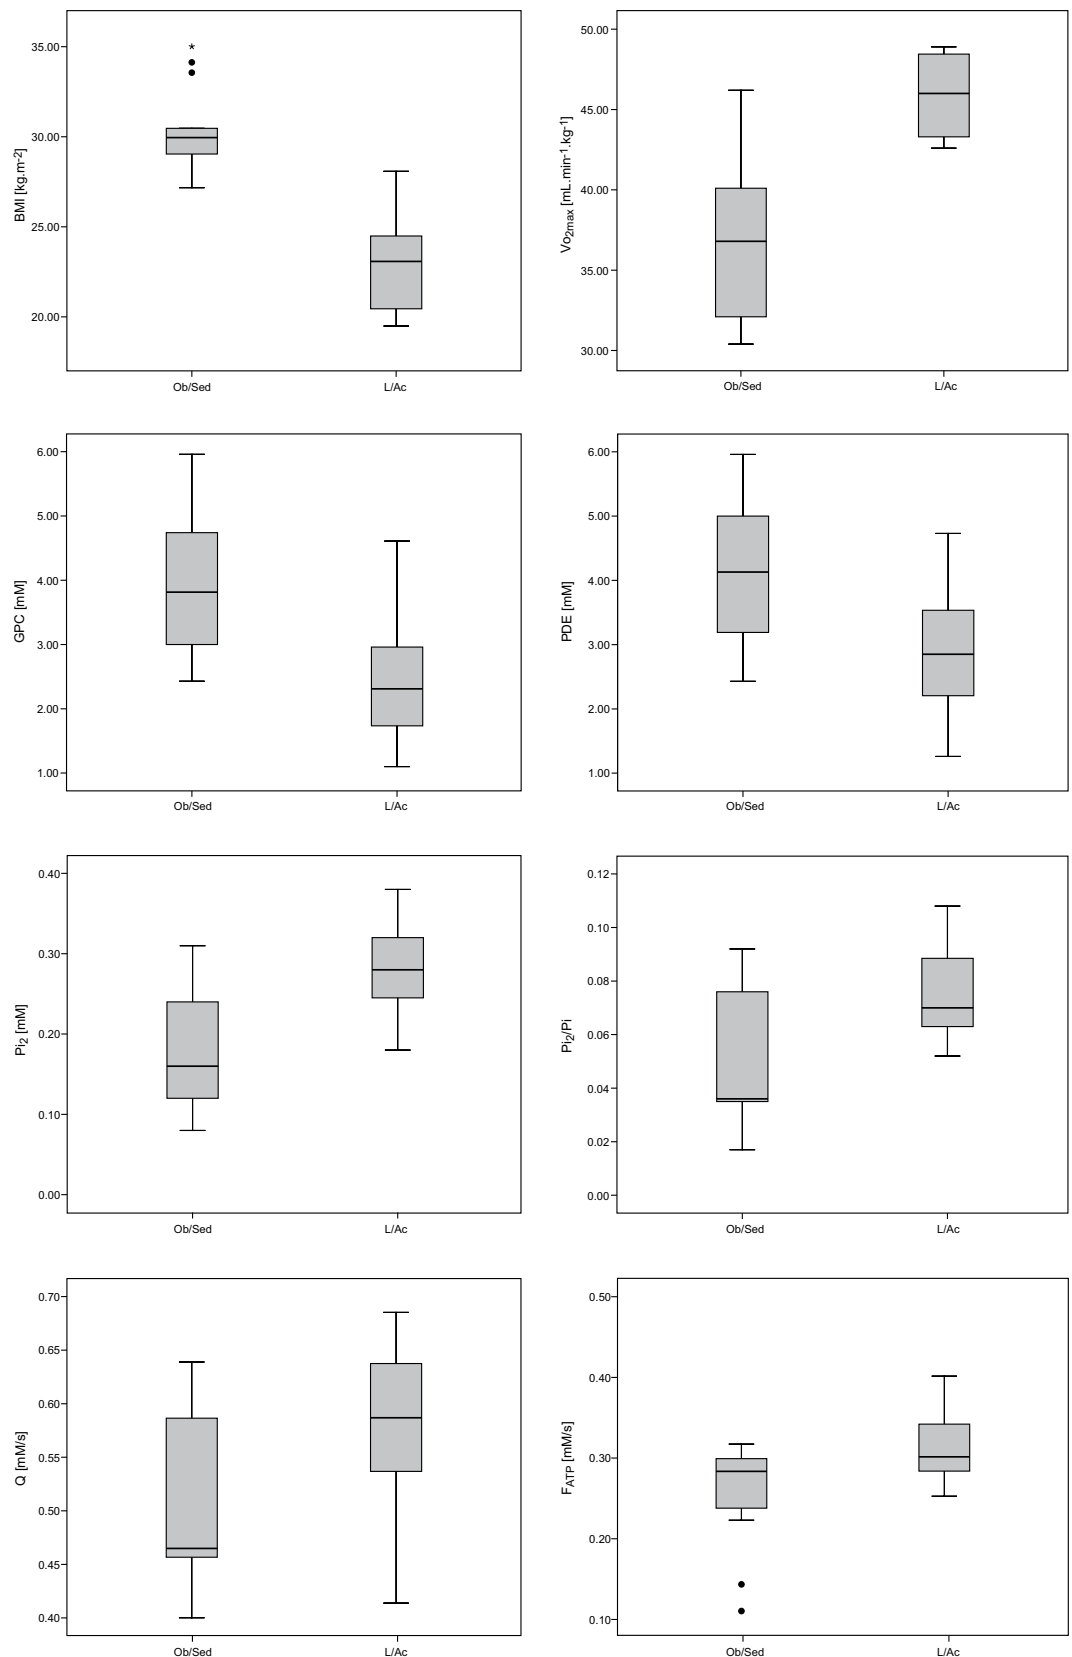 35.00
30.00
25.00
20.00
BMI [kg.m-2]
*
Ob/Sed L/Ac
50.00
45.00
40.00
35.00
30.00
Vo2max [mL.min-1.kg-1]
Ob/Sed L/Ac
6.00
5.00
4.00
3.00
2.00
1.00
GPC [mM]
Ob/Sed L/Ac
6.00
5.00
4.00
3.00
2.00
1.00
PDE [mM]
Ob/Sed L/Ac
0.40
0.30
0.20
0.10
0.00
Pi2 [mM]
Ob/Sed L/Ac
0.12
0.10
0.08
0.06
0.04
0.02
0.00
Pi2/Pi
Ob/Sed L/Ac
0.70
0.65
0.60
0.55
0.50
0.45
0.40
Q [mM/s]
Ob/Sed L/Ac
0.50
0.40
0.30
0.20
0.10
FATP [mM/s]
Ob/Sed L/Ac